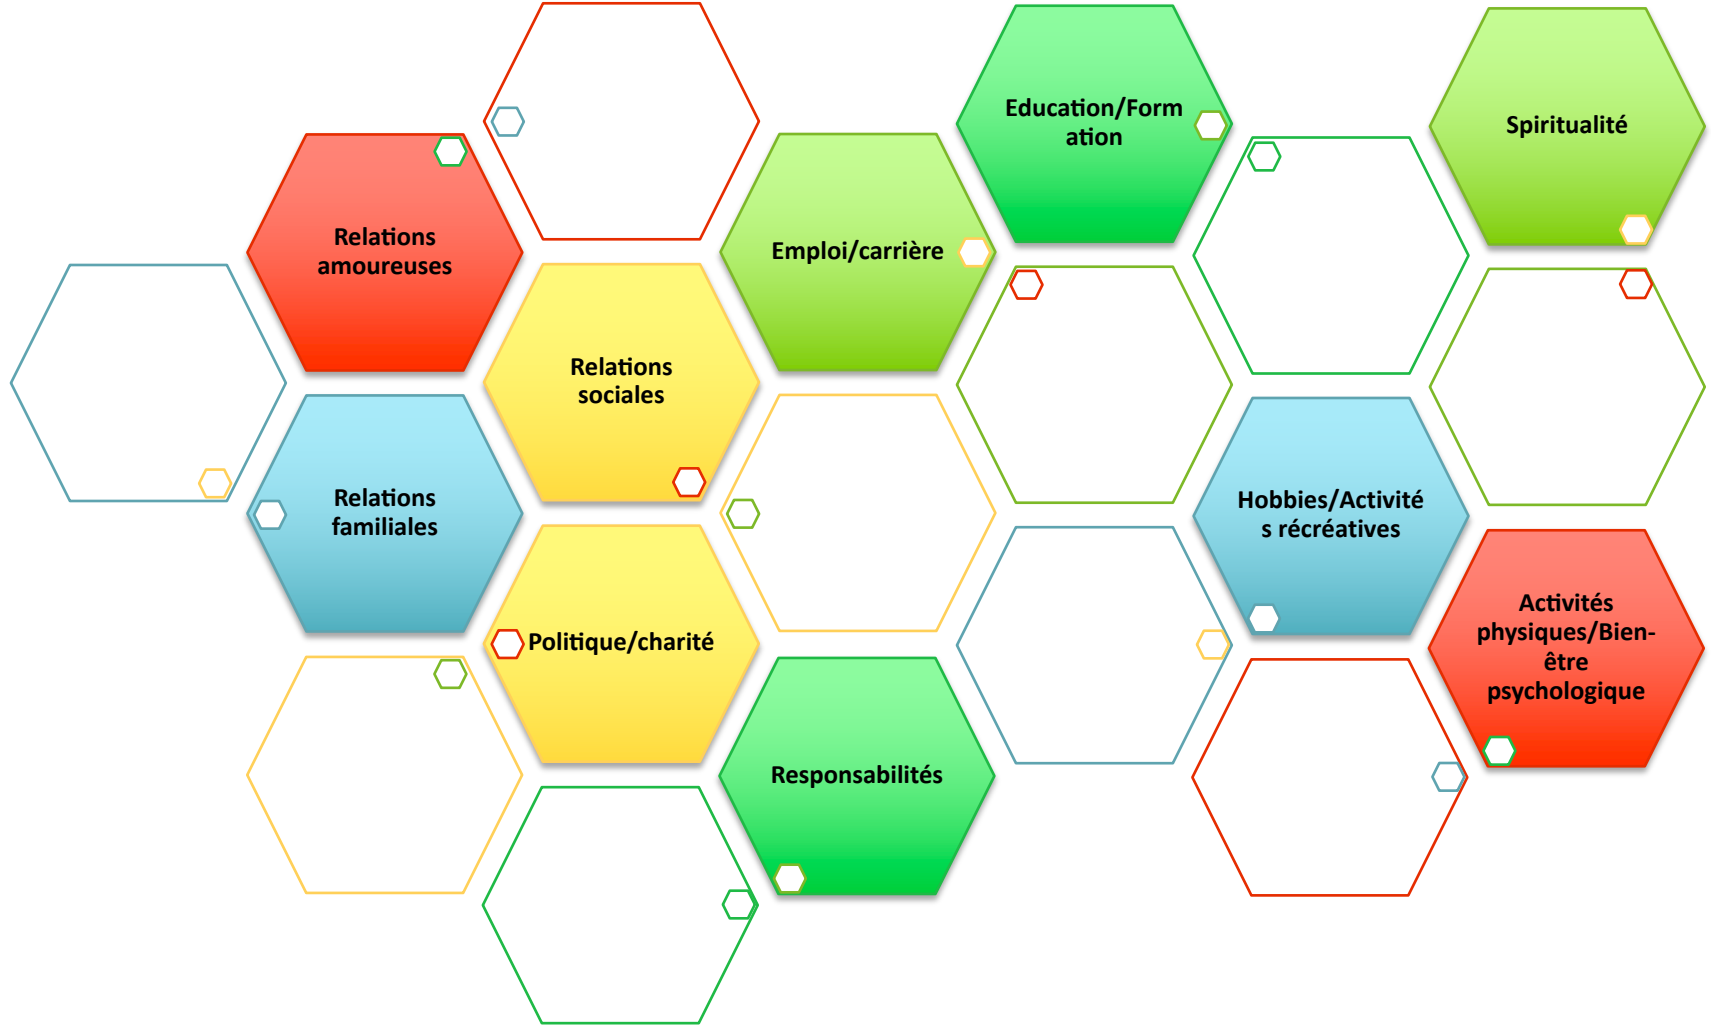 Education/Form
ation
Spiritualité
Relations
amoureuses
Emploi/carrière
Relations
sociales
Relations
familiales
Hobbies/Activité
s récréatives
Politique/charité
Activités
physiques/Bien-
être
psychologique
Responsabilités